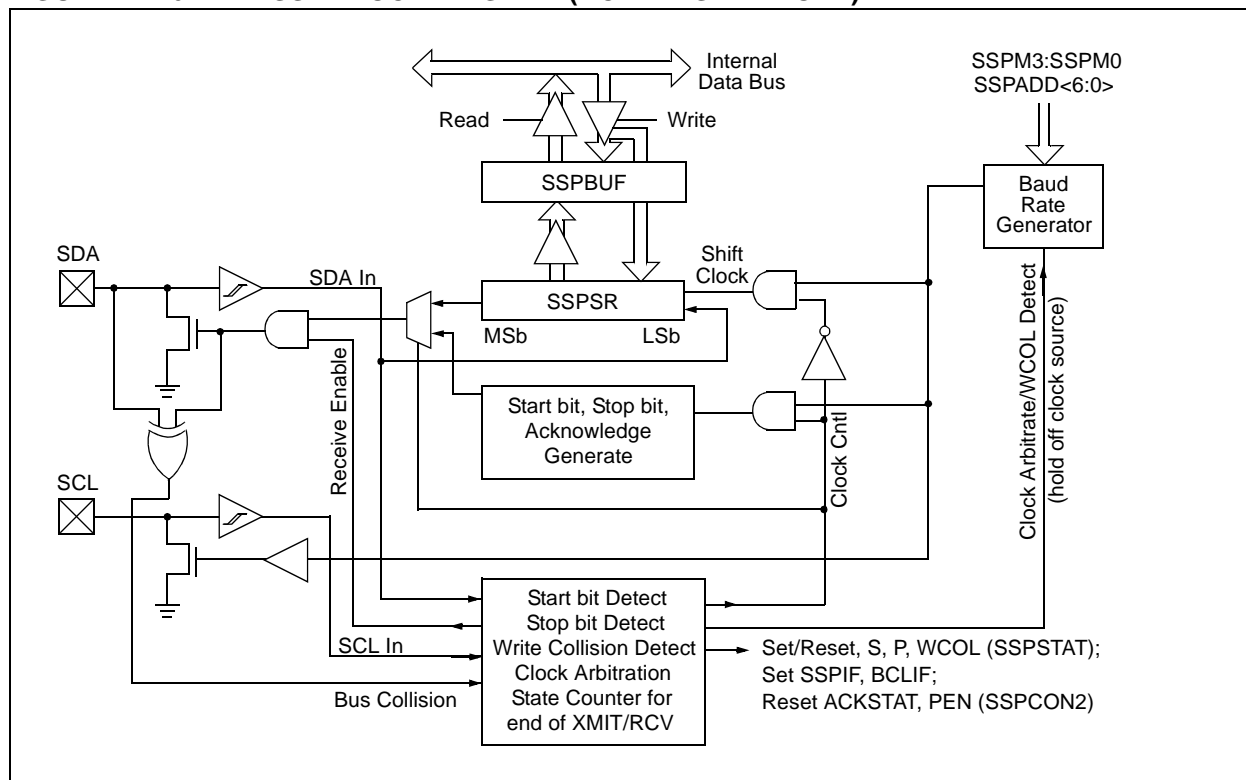 Internal
Data Bus
SSPM3:SSPM0
SSPADD<6:0>
Read
Write
SSPBUF
Baud
Rate
Generator
SDA
SDA In
Shift
Clock
SSPSR
MSb
LSb
Receive Enable
Start bit, Stop bit,
Acknowledge
Generate
Clock Cntl
Clock Arbitrate/WCOL Detect
(hold off clock source)
SCL
SCL In
Bus Collision
Start bit Detect
Stop bit Detect
Write Collision Detect
Clock Arbitration
State Counter for
end of XMIT/RCV
Set/Reset, S, P, WCOL (SSPSTAT);
Set SSPIF, BCLIF;
Reset ACKSTAT, PEN (SSPCON2)